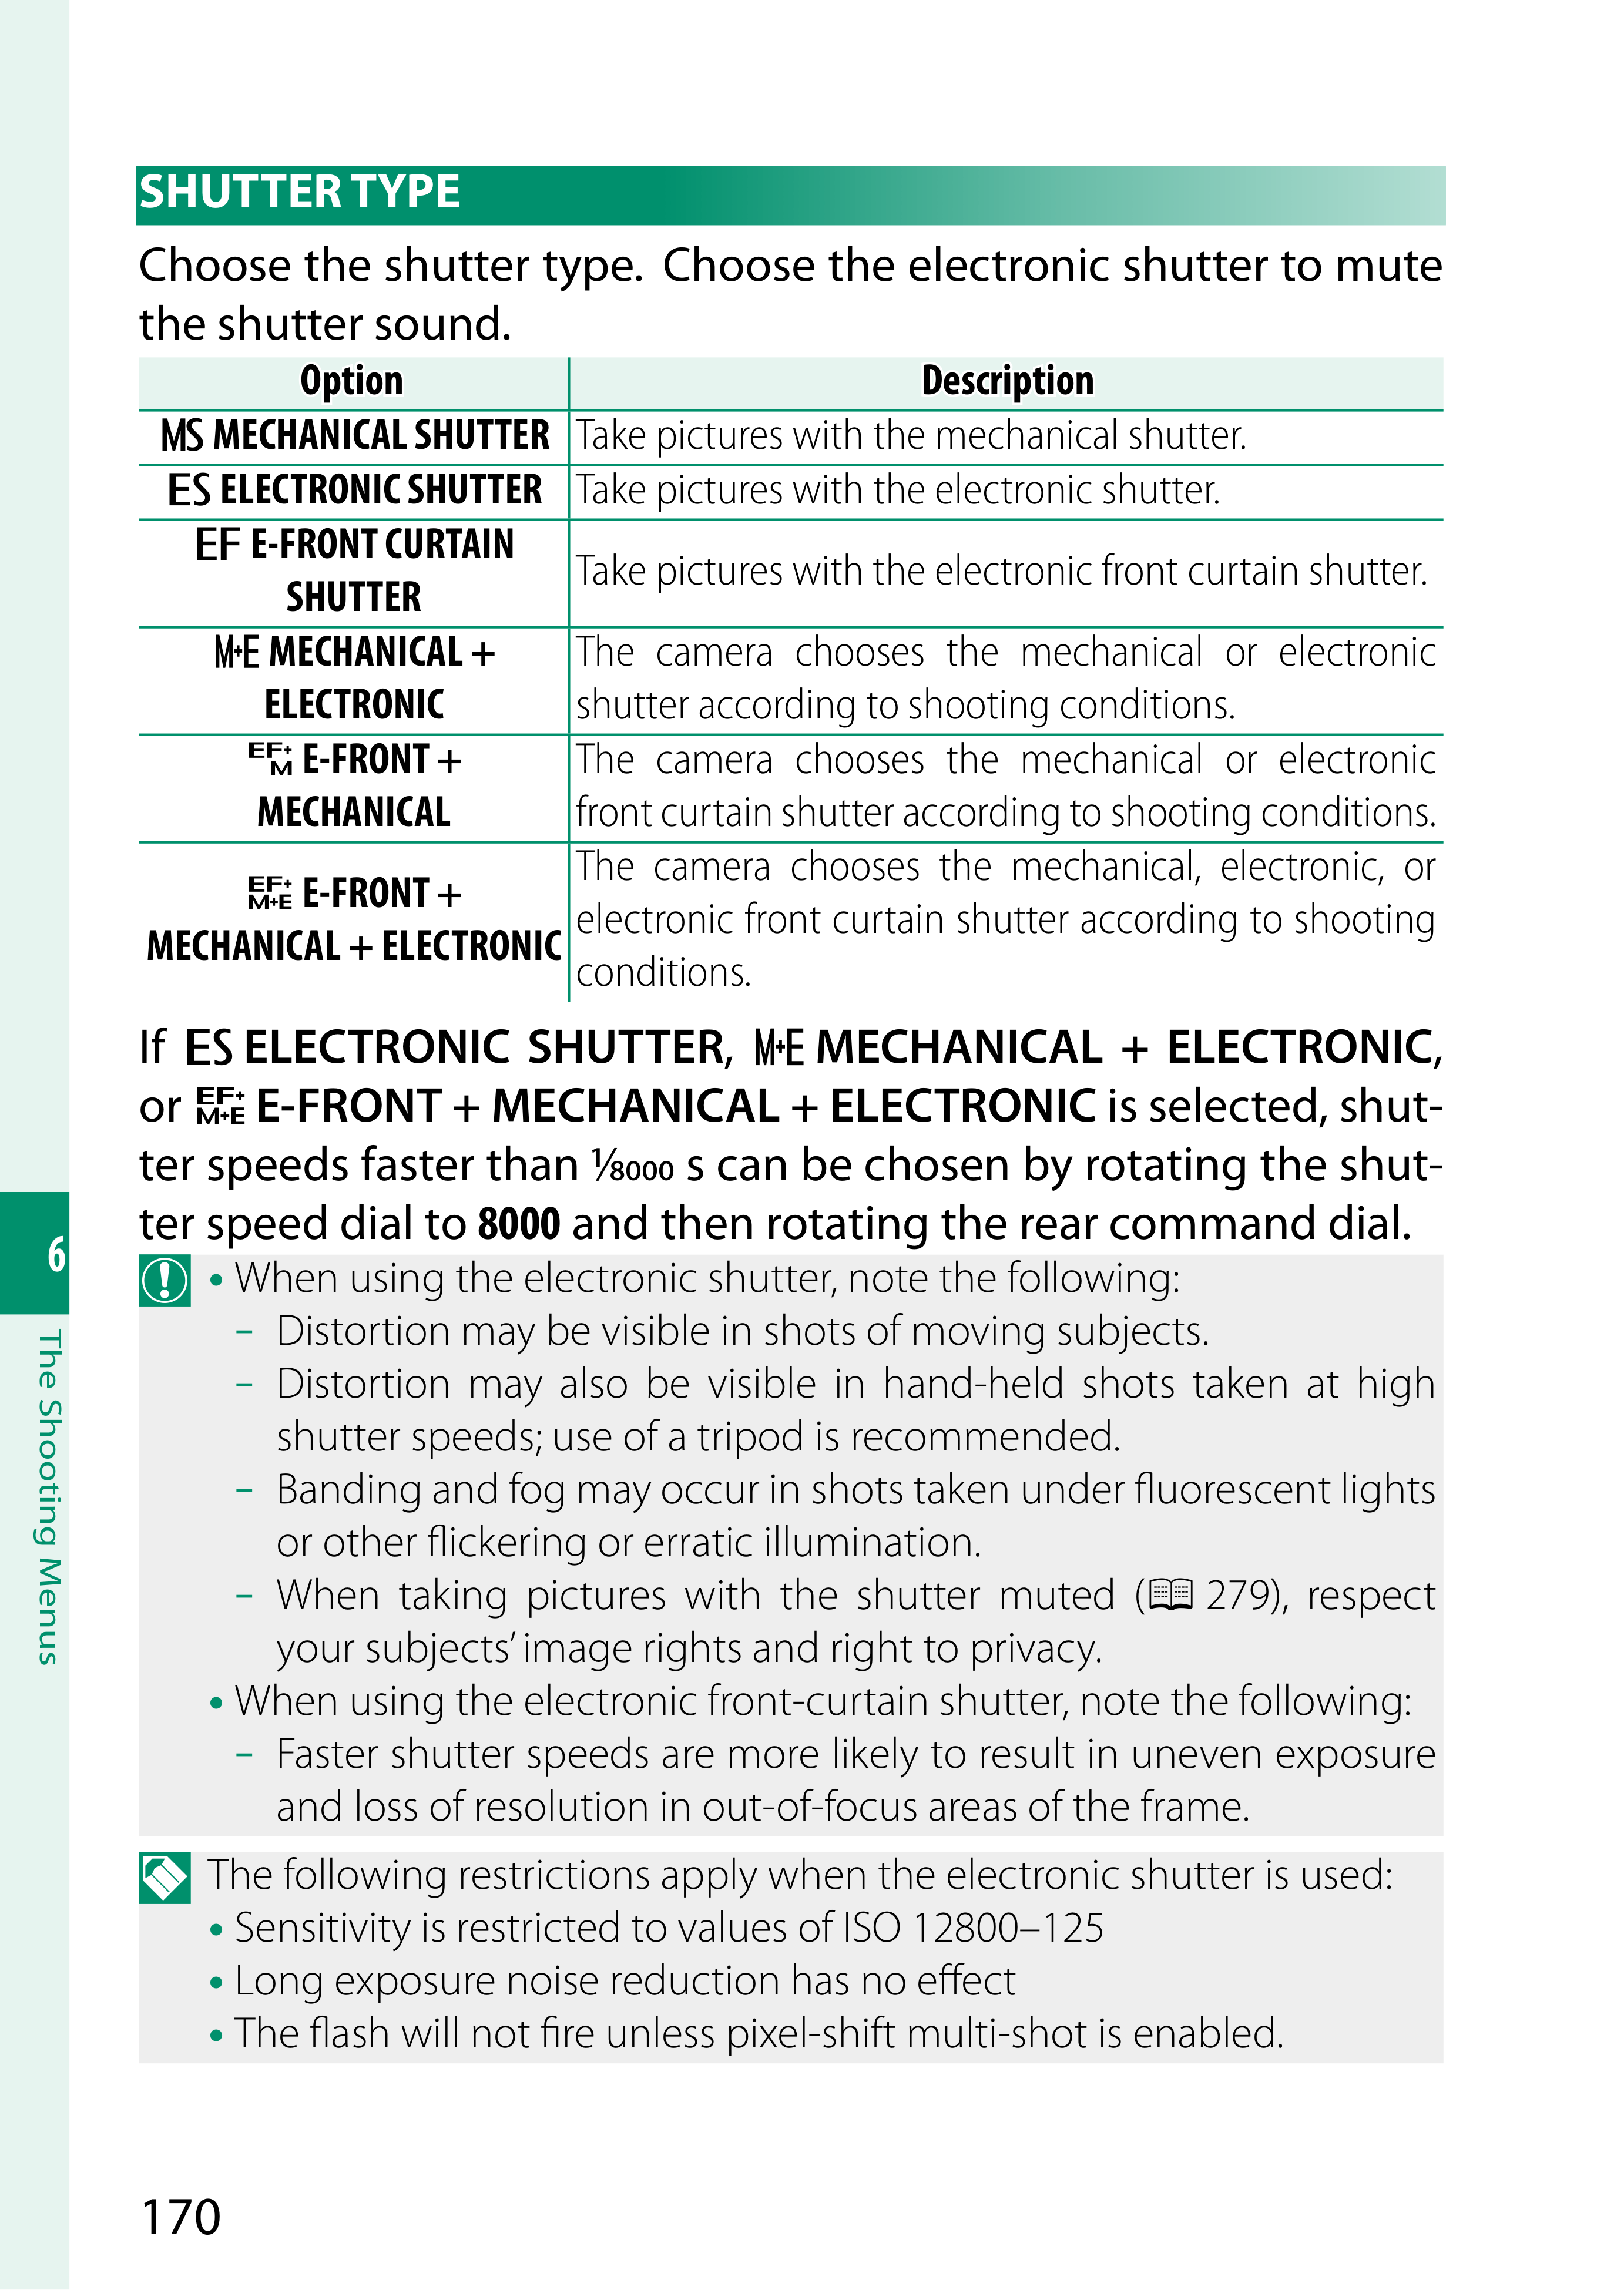 SHUTTER TYPE
Choose the shutter type. Choose the electronic shutter to mute
the shutter sound.
Option Description
MS MECHANICAL SHUTTER Take pictures with the mechanical shutter.
ES ELECTRONIC SHUTTER Take pictures with the electronic shutter.
EF E-FRONT CURTAIN
SHUTTER
Take pictures with the electronic front curtain shutter.
M+E MECHANICAL +
ELECTRONIC
The camera chooses the mechanical or electronic
shutter according to shooting conditions.
EF+M E-FRONT +
MECHANICAL
The camera chooses the mechanical or electronic
front curtain shutter according to shooting conditions.
EF+M+E E-FRONT +
MECHANICAL + ELECTRONIC
The camera chooses the mechanical, electronic, or
electronic front curtain shutter according to shooting
conditions.
If ES ELECTRONIC SHUTTER, M+E MECHANICAL + ELECTRONIC,
or EF+M+E E-FRONT + MECHANICAL + ELECTRONIC is selected, shut-
ter speeds faster than 1/8000 s can be chosen by rotating the shut-
ter speed dial to 8000 and then rotating the rear command dial.
• When using the electronic shutter, note the following:
– Distortion may be visible in shots of moving subjects.
– Distortion may also be visible in hand-held shots taken at high
shutter speeds; use of a tripod is recommended.
– Banding and fog may occur in shots taken under fluorescent lights
or other flickering or erratic illumination.
– When taking pictures with the shutter muted (📖 279), respect
your subjects’ image rights and right to privacy.
• When using the electronic front-curtain shutter, note the following:
– Faster shutter speeds are more likely to result in uneven exposure
and loss of resolution in out-of-focus areas of the frame.
The following restrictions apply when the electronic shutter is used:
• Sensitivity is restricted to values of ISO 12800–125
• Long exposure noise reduction has no effect
• The flash will not fire unless pixel-shift multi-shot is enabled.
6
The Shooting Menus
170